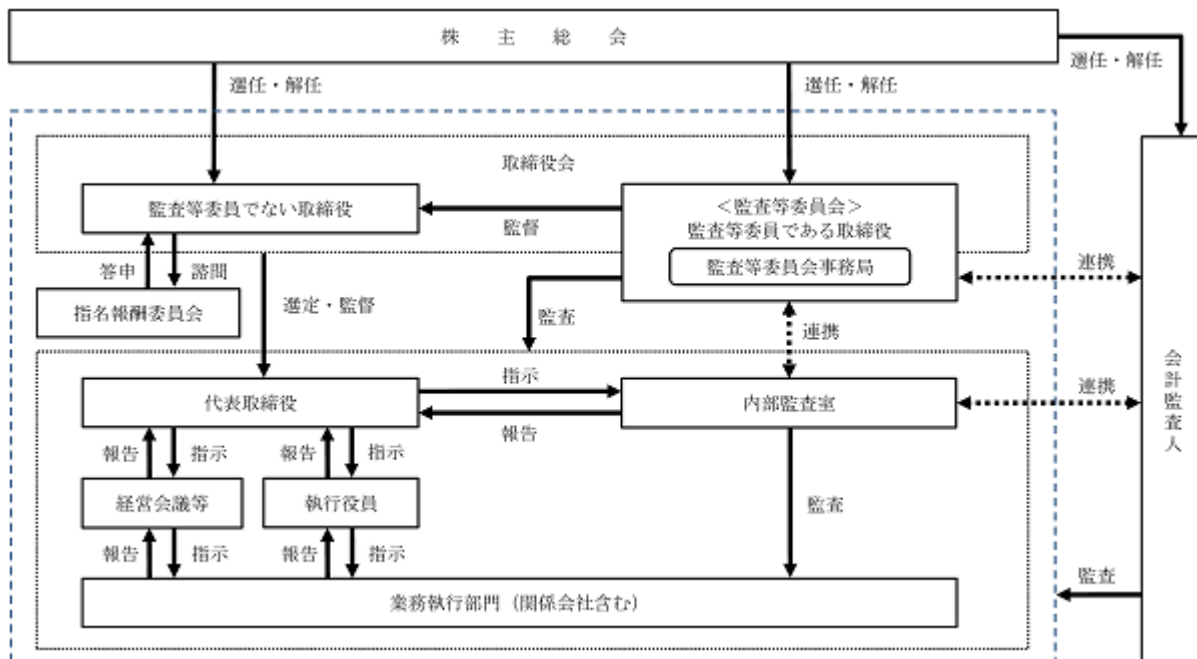 株主総会
選任・解任
選任・解任
選任・解任
取締役会
監査等委員でない取締役
監督
＜監査等委員会＞
監査等委員である取締役
監査等委員会事務局
答申
諮問
指名報酬委員会
選定・監督
監査
連携
連携
代表取締役
指示
報告
内部監査室
連携
会計監査人
報告
指示
報告
指示
経営会議等
執行役員
監査
報告
指示
報告
指示
監査
業務執行部門（関係会社含む）